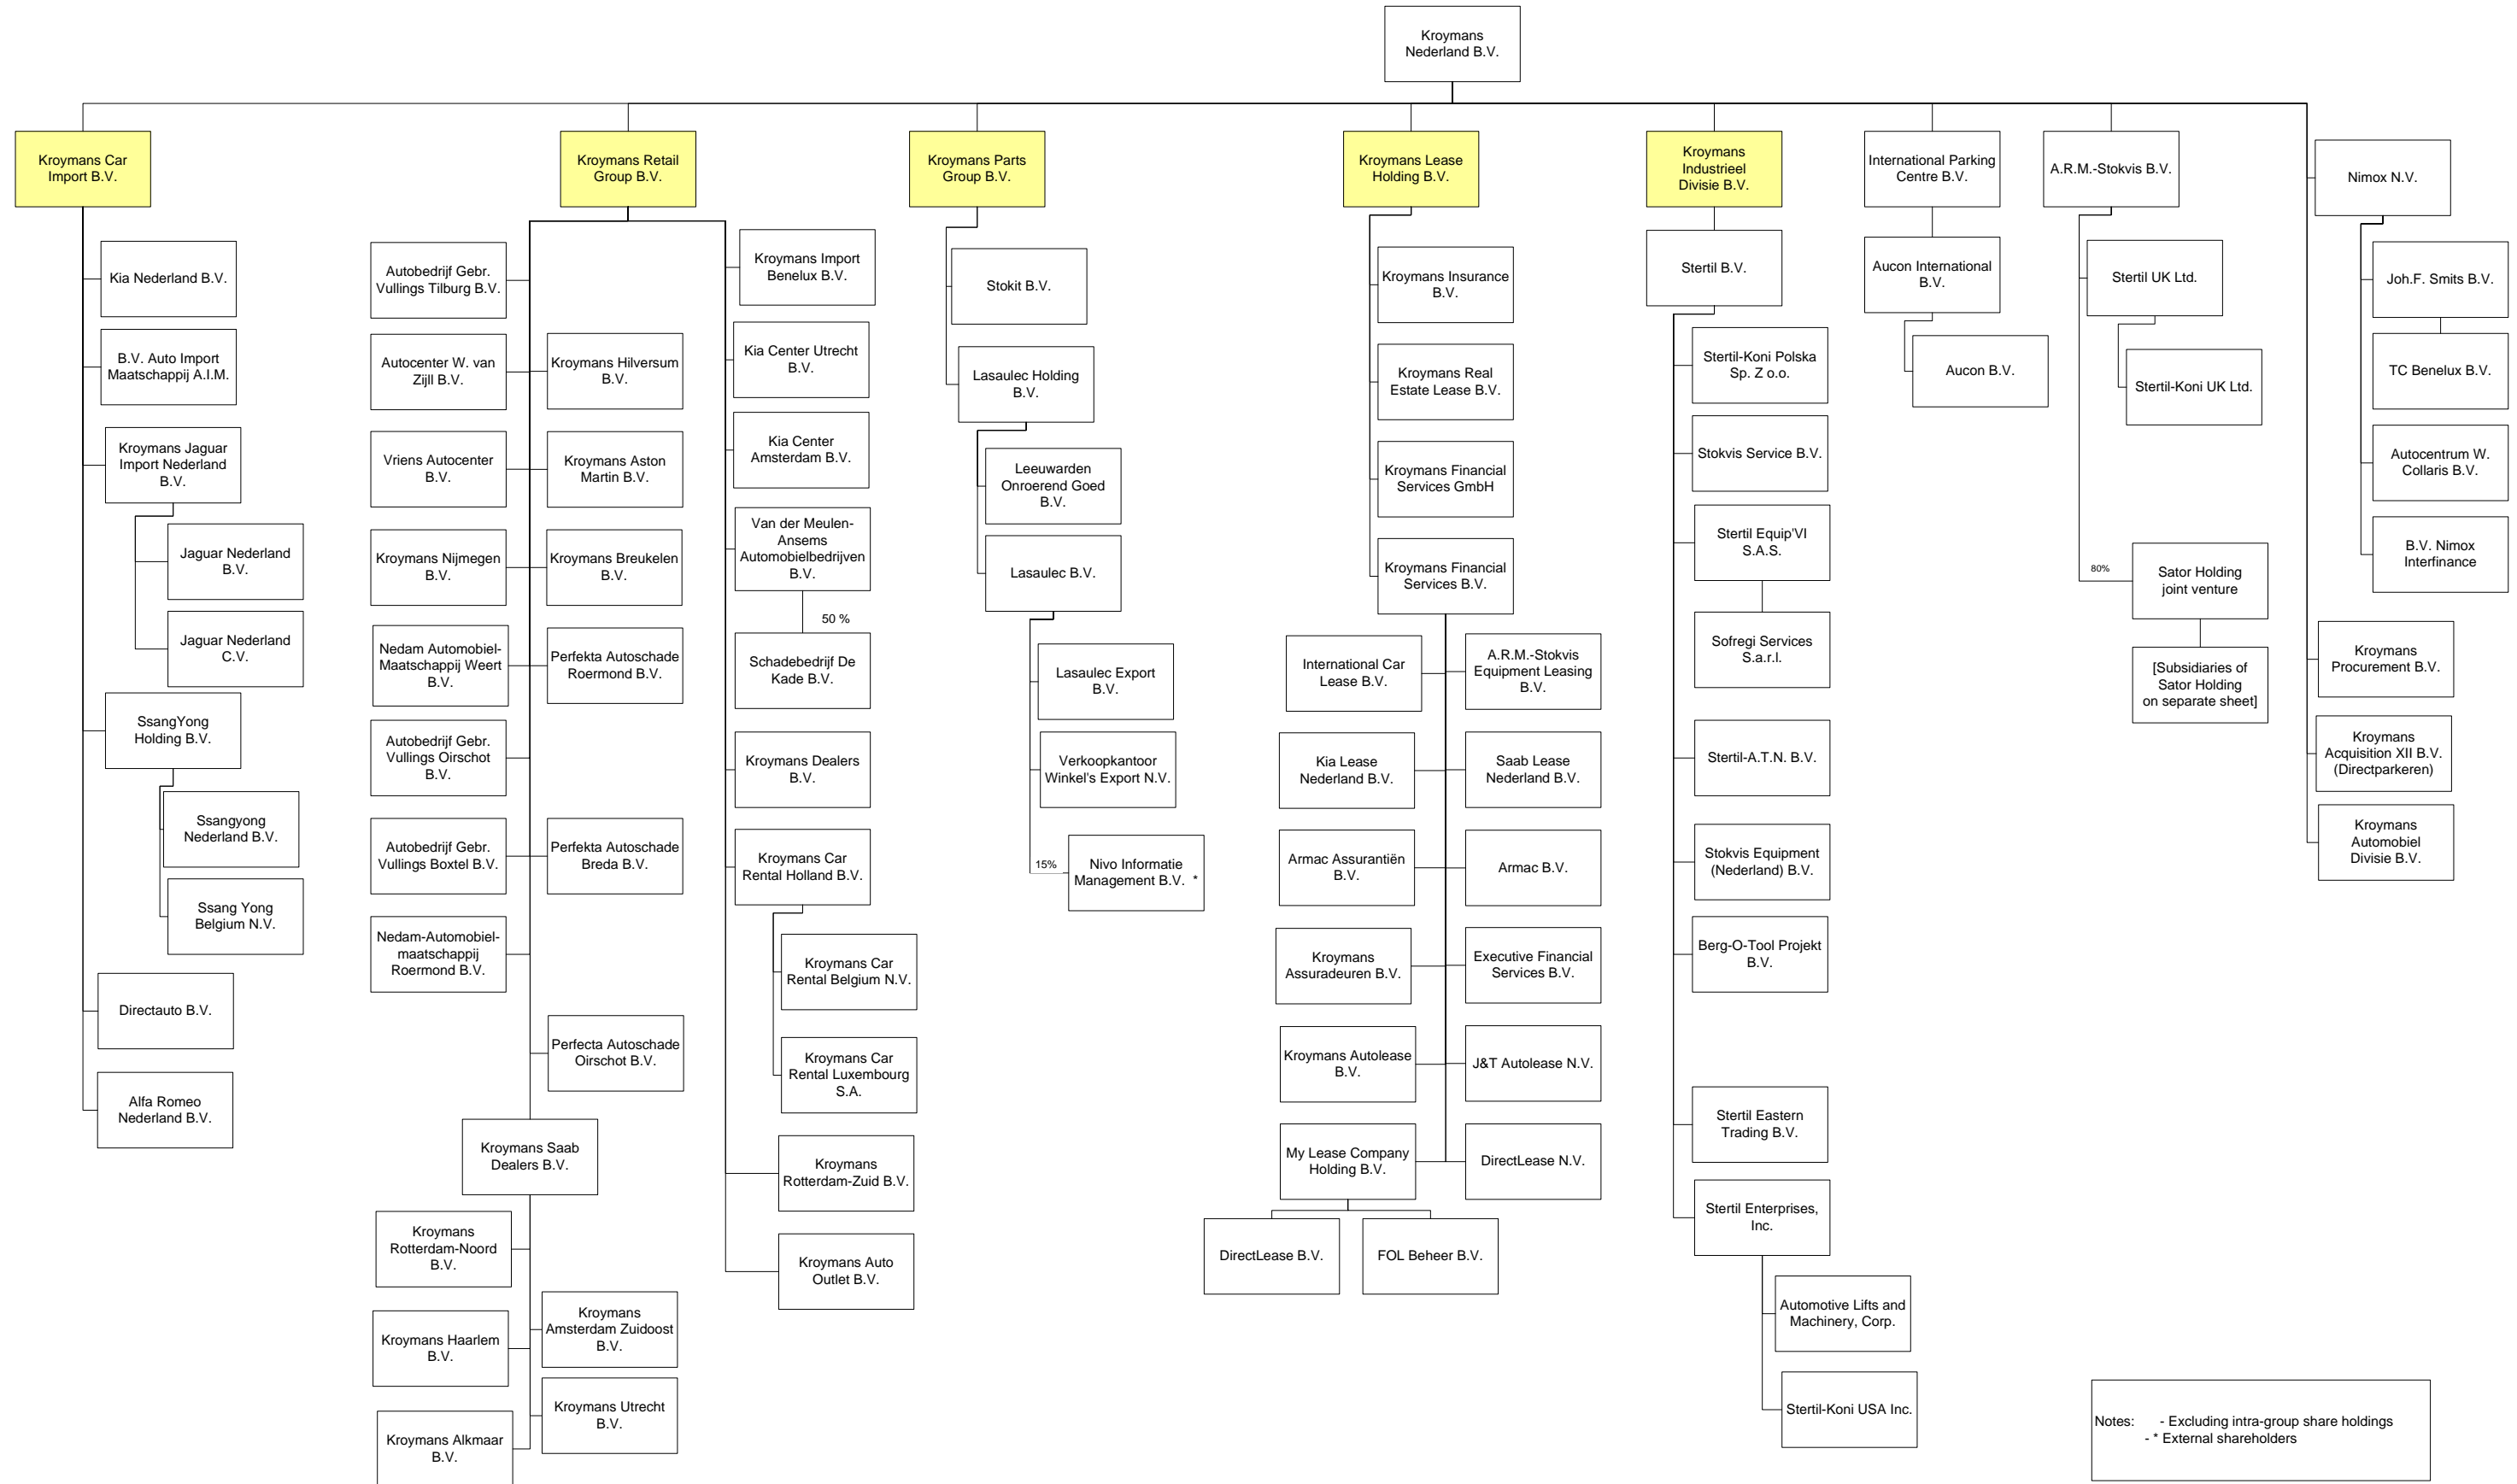 Kroymans
Nederland B.V.
Kroymans Car
Import B.V.
Kroymans Retail
Group B.V.
Kroymans Parts
Group B.V.
Kroymans Lease
Holding B.V.
Kroymans
Industrieel
Divisie B.V.
International Parking
Centre B.V.
A.R.M.-Stokvis B.V.
Nimox N.V.
Kia Nederland B.V.
B.V. Auto Import
Maatschappij A.I.M.
Kroymans Jaguar
Import Nederland
B.V.
Jaguar Nederland
B.V.
Jaguar Nederland
C.V.
SsangYong
Holding B.V.
Ssangyong
Nederland B.V.
Ssang Yong
Belgium N.V.
Directauto B.V.
Alfa Romeo
Nederland B.V.
Autobedrijf Gebr.
Vullings Tilburg B.V.
Autocenter W. van
Zijll B.V.
Kroymans Hilversum
B.V.
Vriens Autocenter
B.V.
Kroymans Aston
Martin B.V.
Kroymans Nijmegen
B.V.
Kroymans Breukelen
B.V.
Nedam Automobiel-
Maatschappij Weert
B.V.
Perfekta Autoschade
Roermond B.V.
Autobedrijf Gebr.
Vullings Oirschot
B.V.
Autobedrijf Gebr.
Vullings Boxtel B.V.
Perfekta Autoschade
Breda B.V.
Nedam-Automobiel-
maatschappij
Roermond B.V.
Perfecta Autoschade
Oirschot B.V.
Kroymans Saab
Dealers B.V.
Kroymans
Rotterdam-Noord
B.V.
Kroymans
Amsterdam Zuidoost
B.V.
Kroymans Haarlem
B.V.
Kroymans Utrecht
B.V.
Kroymans Alkmaar
B.V.
Kroymans Import
Benelux B.V.
Kia Center Utrecht
B.V.
Kia Center
Amsterdam B.V.
Van der Meulen-
Ansems
Automobielbedrijven
B.V.
50 %
Schadebedrijf De
Kade B.V.
Kroymans Dealers
B.V.
Kroymans Car
Rental Holland B.V.
Kroymans Car
Rental Belgium N.V.
Kroymans Car
Rental Luxembourg
S.A.
Kroymans
Rotterdam-Zuid B.V.
Kroymans Auto
Outlet B.V.
Stokit B.V.
Lasaulec Holding
B.V.
Leeuwarden
Onroerend Goed
B.V.
Lasaulec B.V.
Lasaulec Export
B.V.
Verkoopkantoor
Winkel's Export N.V.
15%
Nivo Informatie
Management B.V. *
Kroymans Insurance
B.V.
Kroymans Real
Estate Lease B.V.
Kroymans Financial
Services GmbH
Kroymans Financial
Services B.V.
International Car
Lease B.V.
A.R.M.-Stokvis
Equipment Leasing
B.V.
Kia Lease
Nederland B.V.
Saab Lease
Nederland B.V.
Armac Assurantiën
B.V.
Armac B.V.
Kroymans
Assuradeuren B.V.
Executive Financial
Services B.V.
Kroymans Autolease
B.V.
J&T Autolease N.V.
My Lease Company
Holding B.V.
DirectLease N.V.
DirectLease B.V.
FOL Beheer B.V.
Stertil B.V.
Stertil-Koni Polska
Sp. Z o.o.
Stokvis Service B.V.
Stertil Equip'VI
S.A.S.
Sofregi Services
S.a.r.l.
Stertil-A.T.N. B.V.
Stokvis Equipment
(Nederland) B.V.
Berg-O-Tool Projekt
B.V.
Stertil Eastern
Trading B.V.
Stertil Enterprises,
Inc.
Automotive Lifts and
Machinery, Corp.
Stertil-Koni USA Inc.
Aucon International
B.V.
Aucon B.V.
Stertil UK Ltd.
Stertil-Koni UK Ltd.
80%
Sator Holding
joint venture
[Subsidiaries of
Sator Holding
on separate sheet]
Joh.F. Smits B.V.
TC Benelux B.V.
Autocentrum W.
Collaris B.V.
B.V. Nimox
Interfinance
Kroymans
Procurement B.V.
Kroymans
Acquisition XII B.V.
(Directparkeren)
Kroymans
Automobiel
Divisie B.V.
Notes: - Excluding intra-group share holdings
- * External shareholders